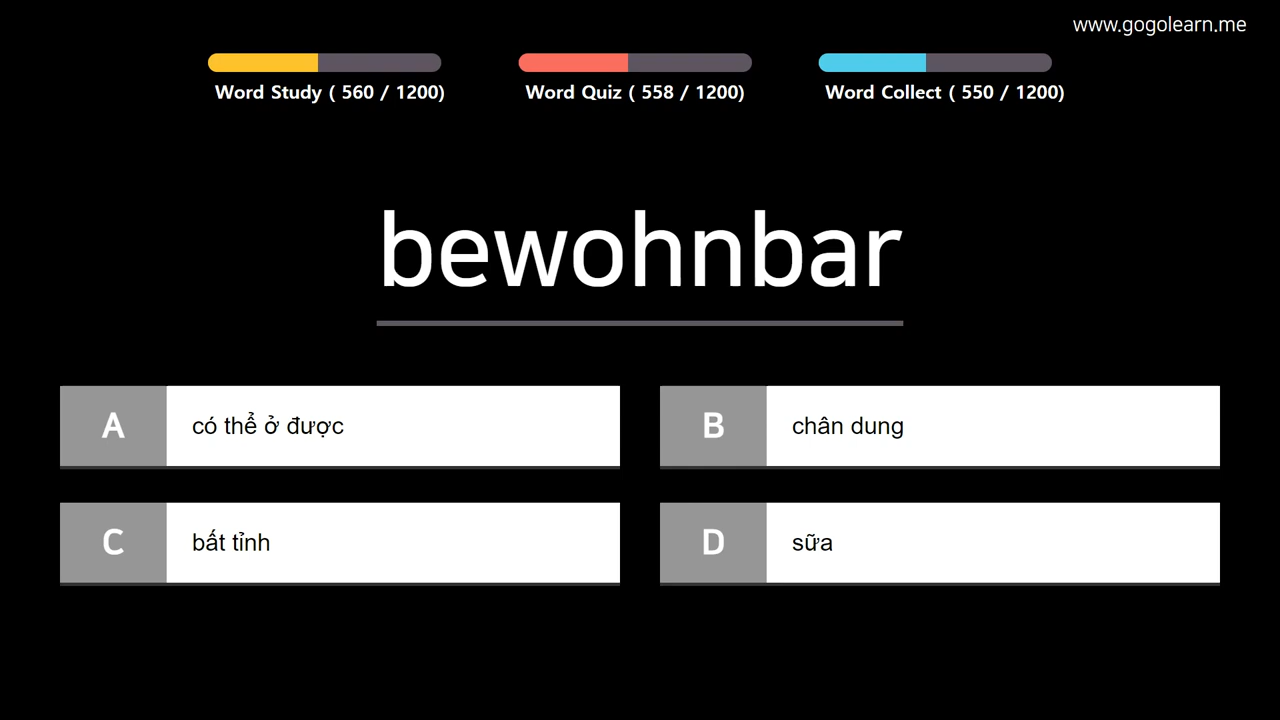 www.gogolearn.me
Word Study ( 560 / 1200)
Word Quiz ( 558 / 1200)
Word Collect ( 550 / 1200)
bewohnbar
A có thể ở được
B chân dung
C bất tỉnh
D sữa